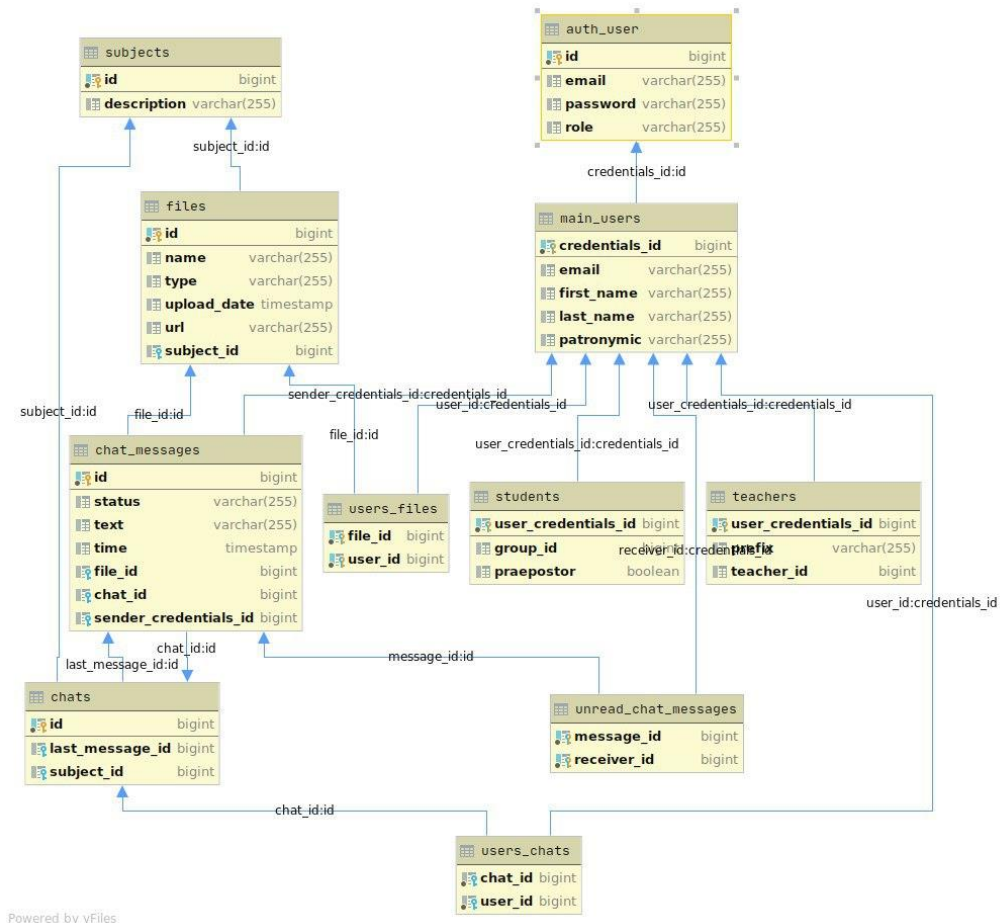 subjects
id bigint
description varchar(255)
auth_user
id bigint
email varchar(255)
password varchar(255)
role varchar(255)
subject_id:id
credentials_id:id
files
id bigint
name varchar(255)
type varchar(255)
upload_date timestamp
url varchar(255)
subject_id bigint
main_users
credentials_id bigint
email varchar(255)
first_name varchar(255)
last_name varchar(255)
patronymic varchar(255)
subject_id:id
file_id:id
sender_credentials_id:credentials_id
user_id:credentials_id
user_credentials_id:credentials_id
file_id:id
user_credentials_id:credentials_id
chat_messages
id bigint
status varchar(255)
text varchar(255)
time timestamp
file_id bigint
chat_id bigint
sender_credentials_id bigint
users_files
file_id bigint
user_id bigint
students
user_credentials_id bigint
group_id bigint
praepostor boolean
receiver_id:credentials_id
teachers
user_credentials_id bigint
prefix varchar(255)
teacher_id bigint
user_id:credentials_id
chat_id:id
last_message_id:id
message_id:id
chats
id bigint
last_message_id bigint
subject_id bigint
unread_chat_messages
message_id bigint
receiver_id bigint
chat_id:id
users_chats
chat_id bigint
user_id bigint
Powered by yFiles